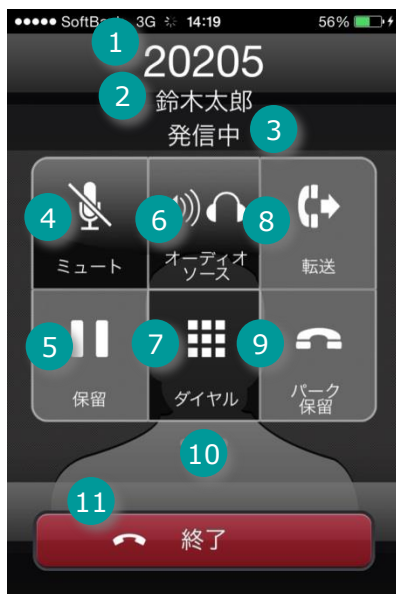 SoftBank 3G 14:19 56%
1
20205
2 鈴木太郎
発信中 3
4 6 8
ミュート オーディオソース 転送
5 7 9
保留 ダイヤル パーク保留
10
11
終了